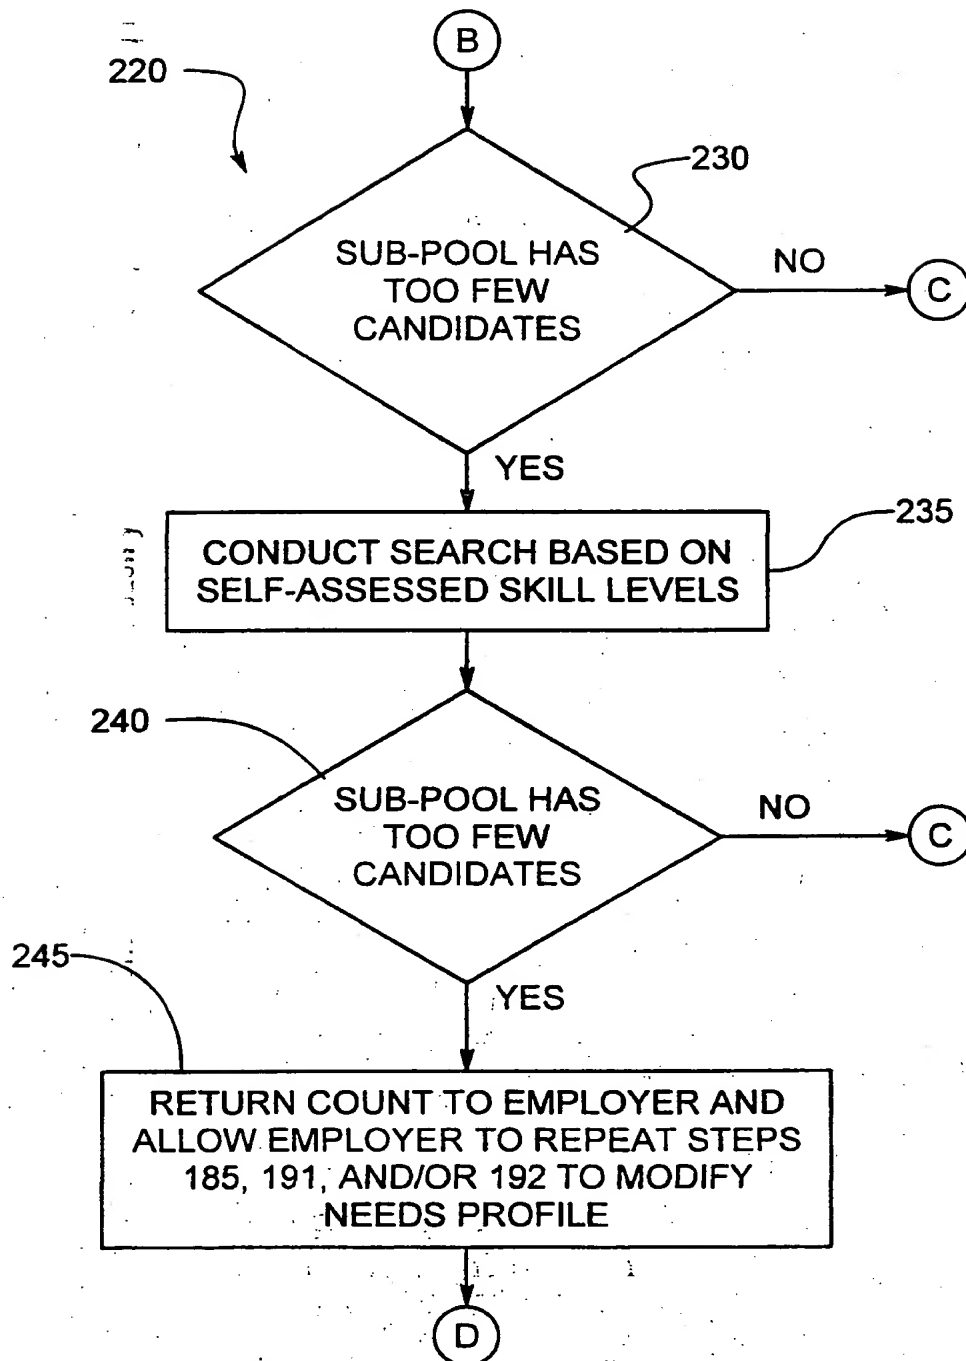 B
220
230
SUB-POOL HAS
TOO FEW
CANDIDATES
NO
C
YES
235
CONDUCT SEARCH BASED ON
SELF-ASSESSED SKILL LEVELS
240
SUB-POOL HAS
TOO FEW
CANDIDATES
NO
C
YES
245
RETURN COUNT TO EMPLOYER AND
ALLOW EMPLOYER TO REPEAT STEPS
185, 191, AND/OR 192 TO MODIFY
NEEDS PROFILE
D